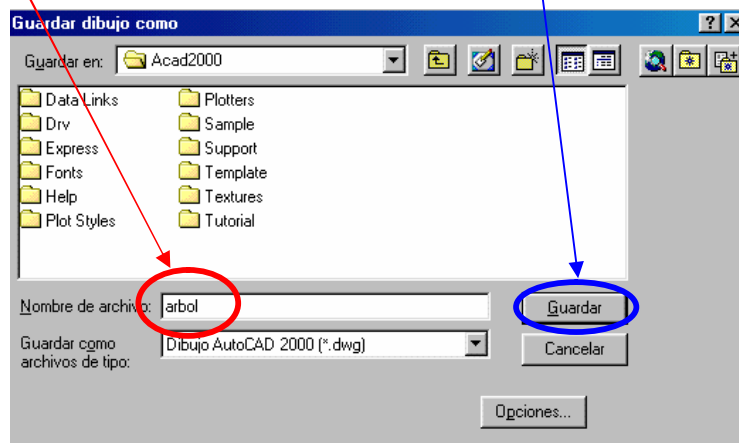 Guardar dibujo como
Guardar en: Acad2000
Data Links
Drv
Express
Fonts
Help
Plot Styles
Plotters
Sample
Support
Template
Textures
Tutorial
Nombre de archivo: arbol
Guardar
Guardar como
archivos de tipo:
Dibujo AutoCAD 2000 (*.dwg)
Cancelar
Opciones...